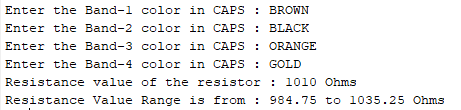 Enter the Band-1 color in CAPS : BROWN
Enter the Band-2 color in CAPS : BLACK
Enter the Band-3 color in CAPS : ORANGE
Enter the Band-4 color in CAPS : GOLD
Resistance value of the resistor : 1010 Ohms
Resistance Value Range is from : 984.75 to 1035.25 Ohms